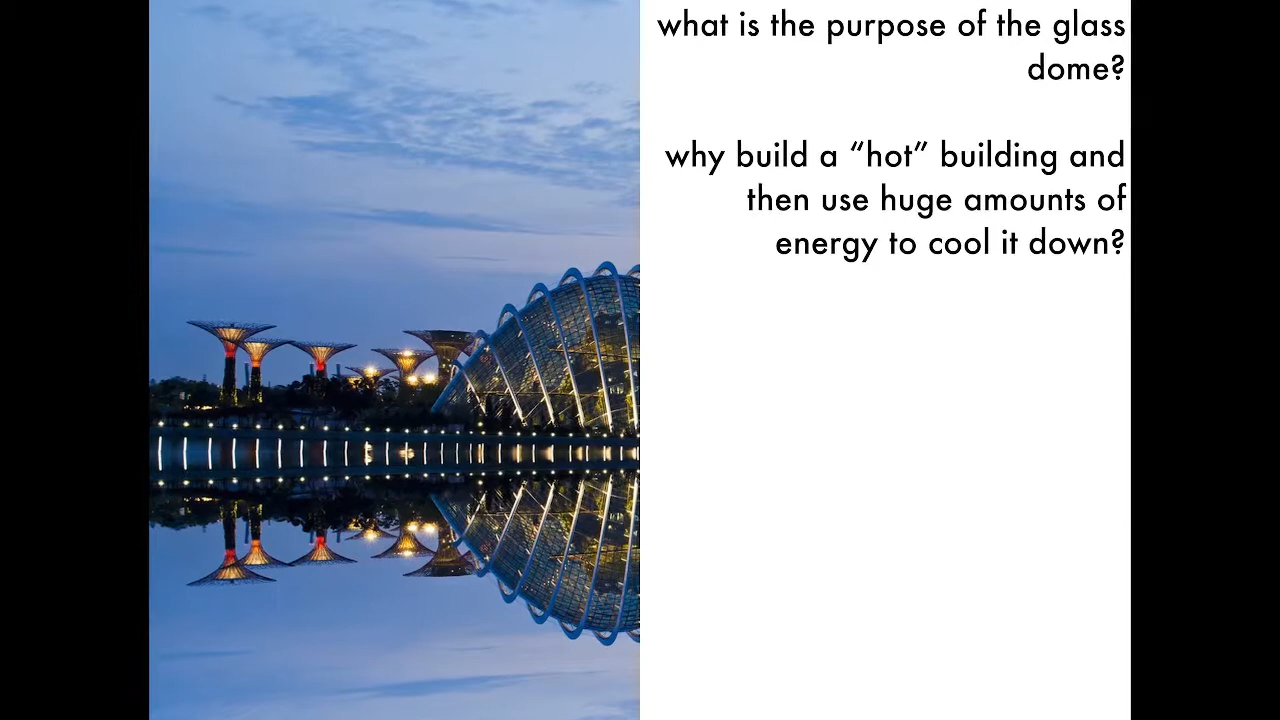 what is the purpose of the glass
dome?
why build a “hot” building and
then use huge amounts of
energy to cool it down?